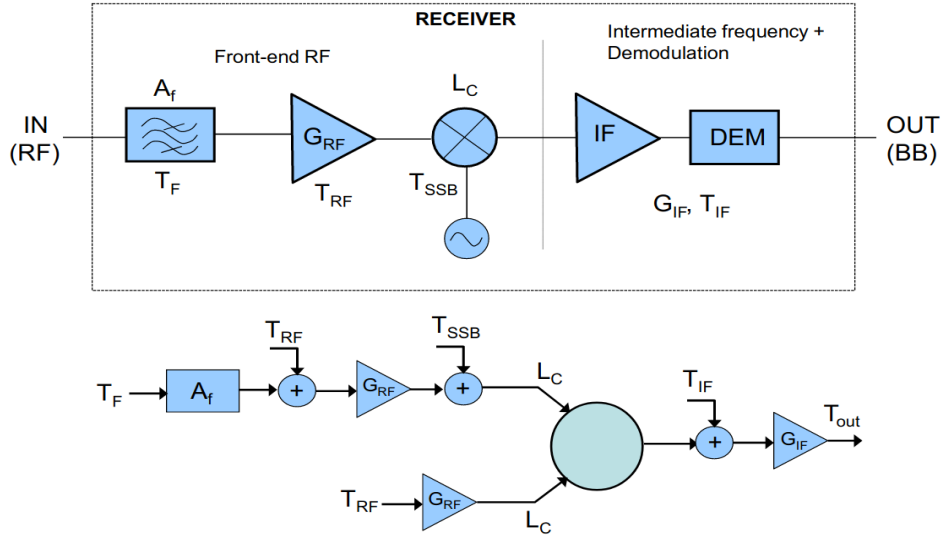 RECEIVER
Intermediate frequency +
Demodulation
Front-end RF
A_f
L_C
IN
(RF)
G_RF
IF
DEM
OUT
(BB)
T_F
T_RF
T_SSB
G_IF, T_IF
T_RF
T_SSB
L_C
T_IF
T_F
A_f
+
G_RF
+
+
G_IF
T_out
T_RF
G_RF
L_C